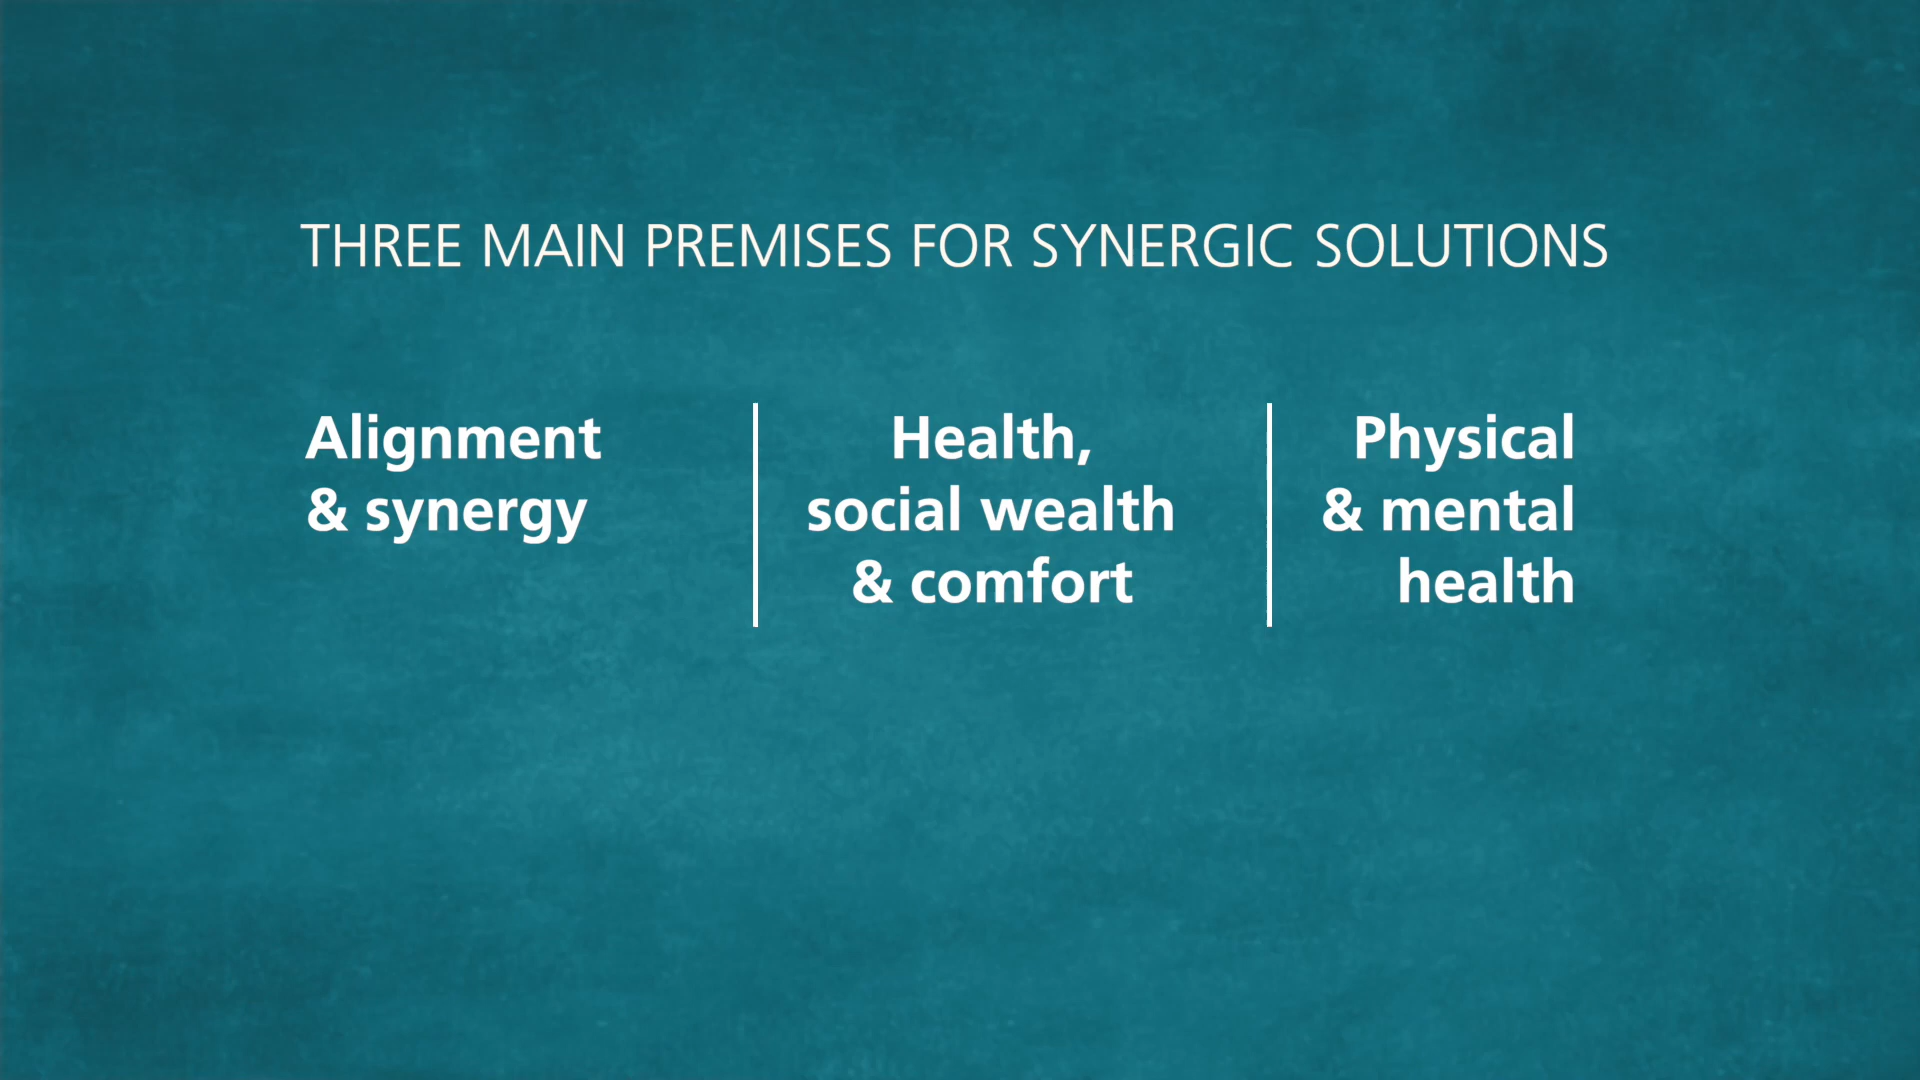 THREE MAIN PREMISES FOR SYNERGIC SOLUTIONS
Alignment
& synergy
Health,
social wealth
& comfort
Physical
& mental
health